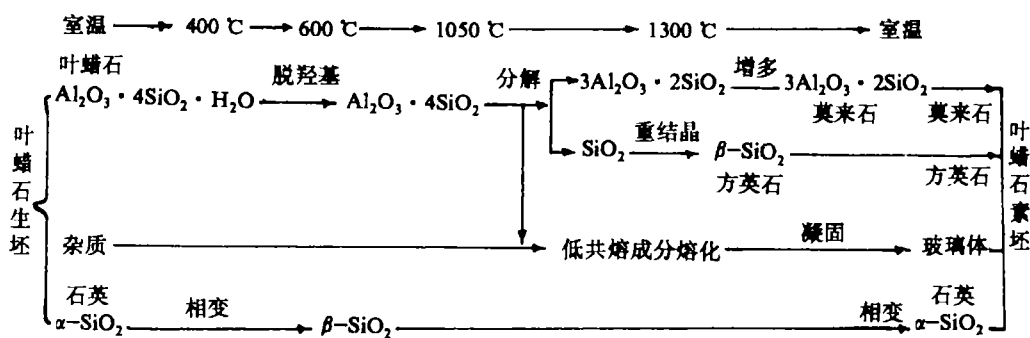 室温 400 ℃ 600 ℃ 1050 ℃ 1300 ℃ 室温
叶蜡石 脱羟基 分解 增多
Al₂O₃·4SiO₂·H₂O Al₂O₃·4SiO₂ 3Al₂O₃·2SiO₂ 3Al₂O₃·2SiO₂
莫来石 莫来石
重结晶
SiO₂ β-SiO₂
方英石 方英石
叶蜡石生坯
叶蜡石素坯
凝固
杂质 低共熔成分熔化 玻璃体
石英 相变 相变 石英
α-SiO₂ β-SiO₂ α-SiO₂